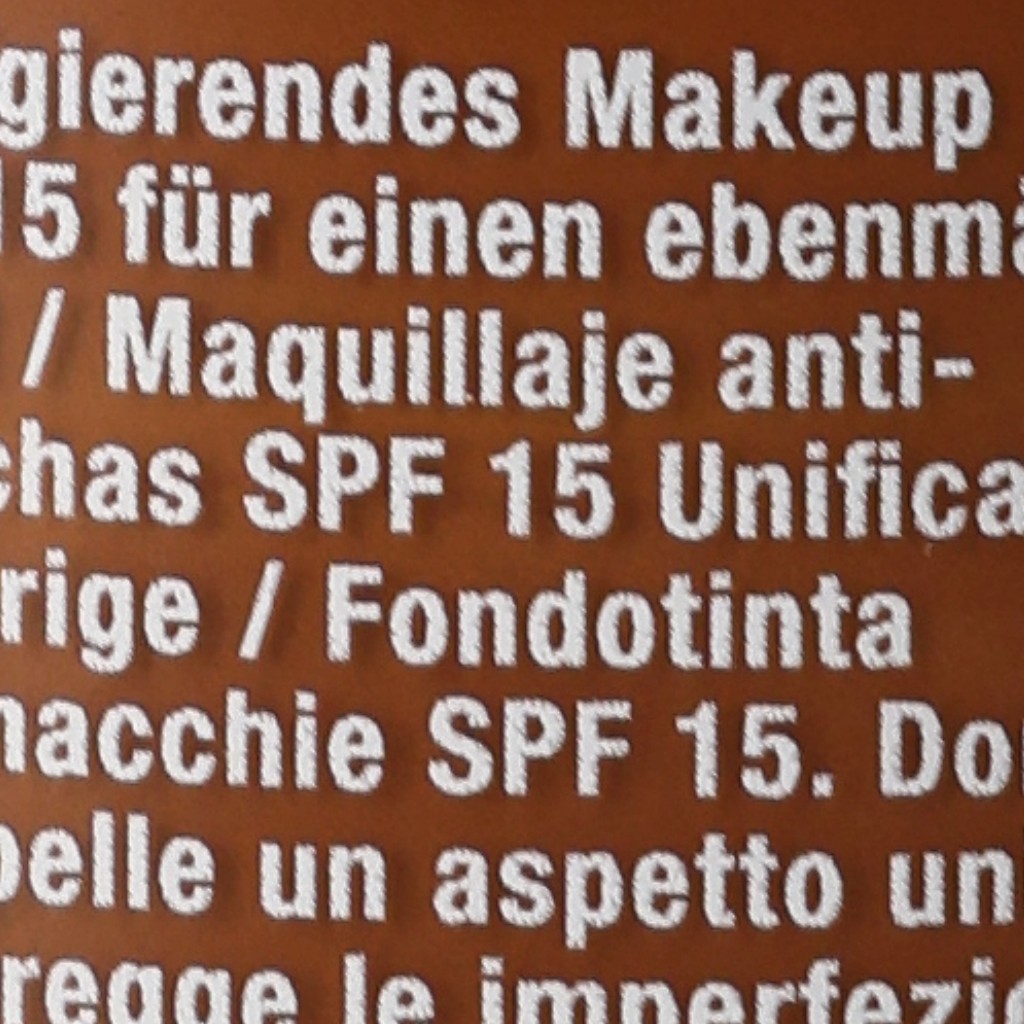 gierendes Makeup
15 für einen ebenmä
/ Maquillaje anti-
chas SPF 15 Unifica
rige / Fondotinta
macchie SPF 15. Do
pelle un aspetto un
regge le imperfezi